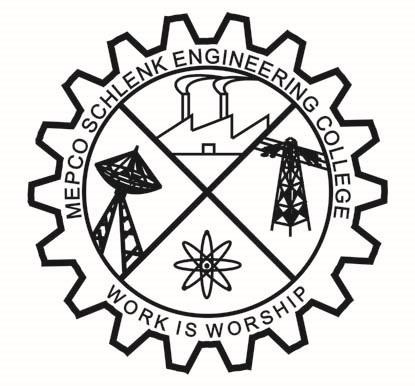 MEPCO SCHLENK ENGINEERING COLLEGE
WORK IS WORSHIP